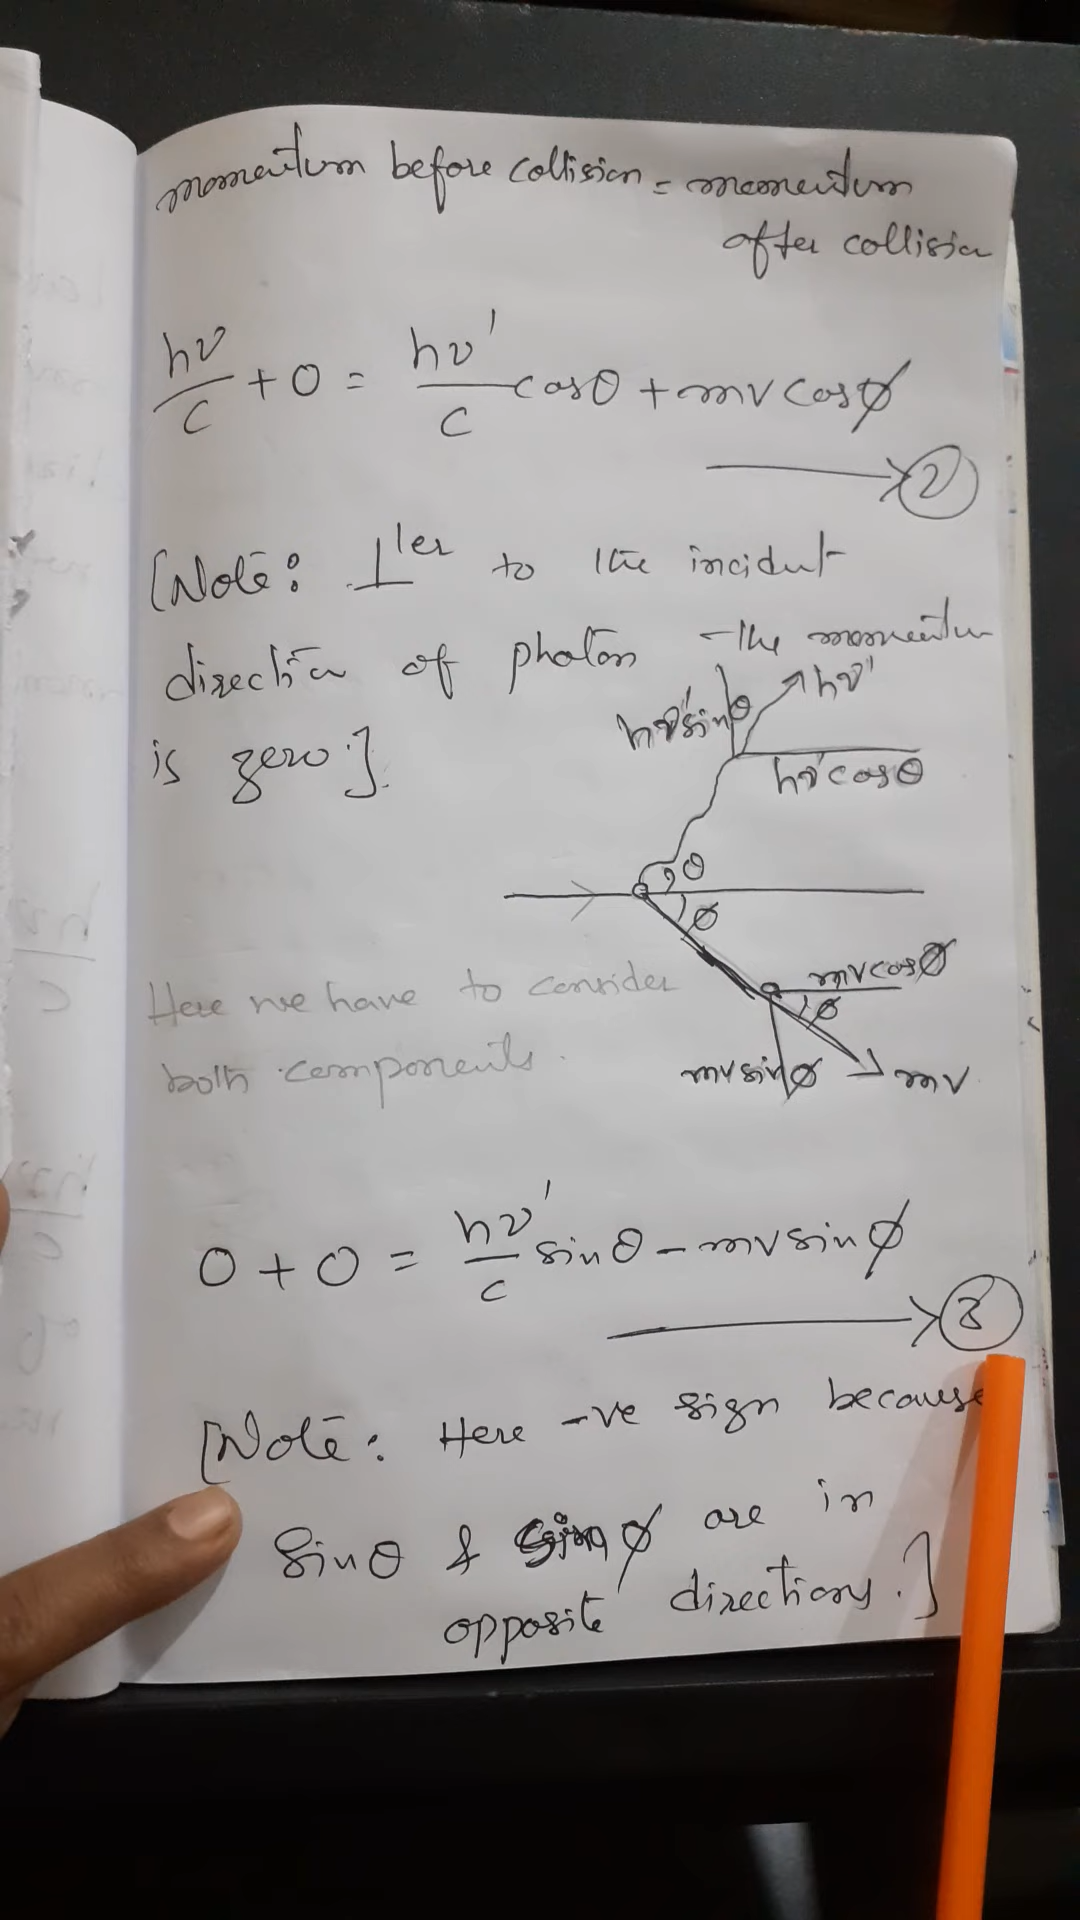 momentum before collision = momentum
after collision
hν/c + 0 = hν'/c cosθ + mv cosϕ
→ ②
[Note: ⊥ler to the incident
direction of photon the momentum
is zero].
hν'
hν'sinθ
hν'cosθ
θ
ϕ
mvcosϕ
ϕ
Here we have to consider
both components.
mvsinϕ
mv
0 + 0 = hν'/c sinθ - mvsinϕ
→ ③
[Note: Here -ve sign because
sinθ & sinϕ are in
opposite directions.]